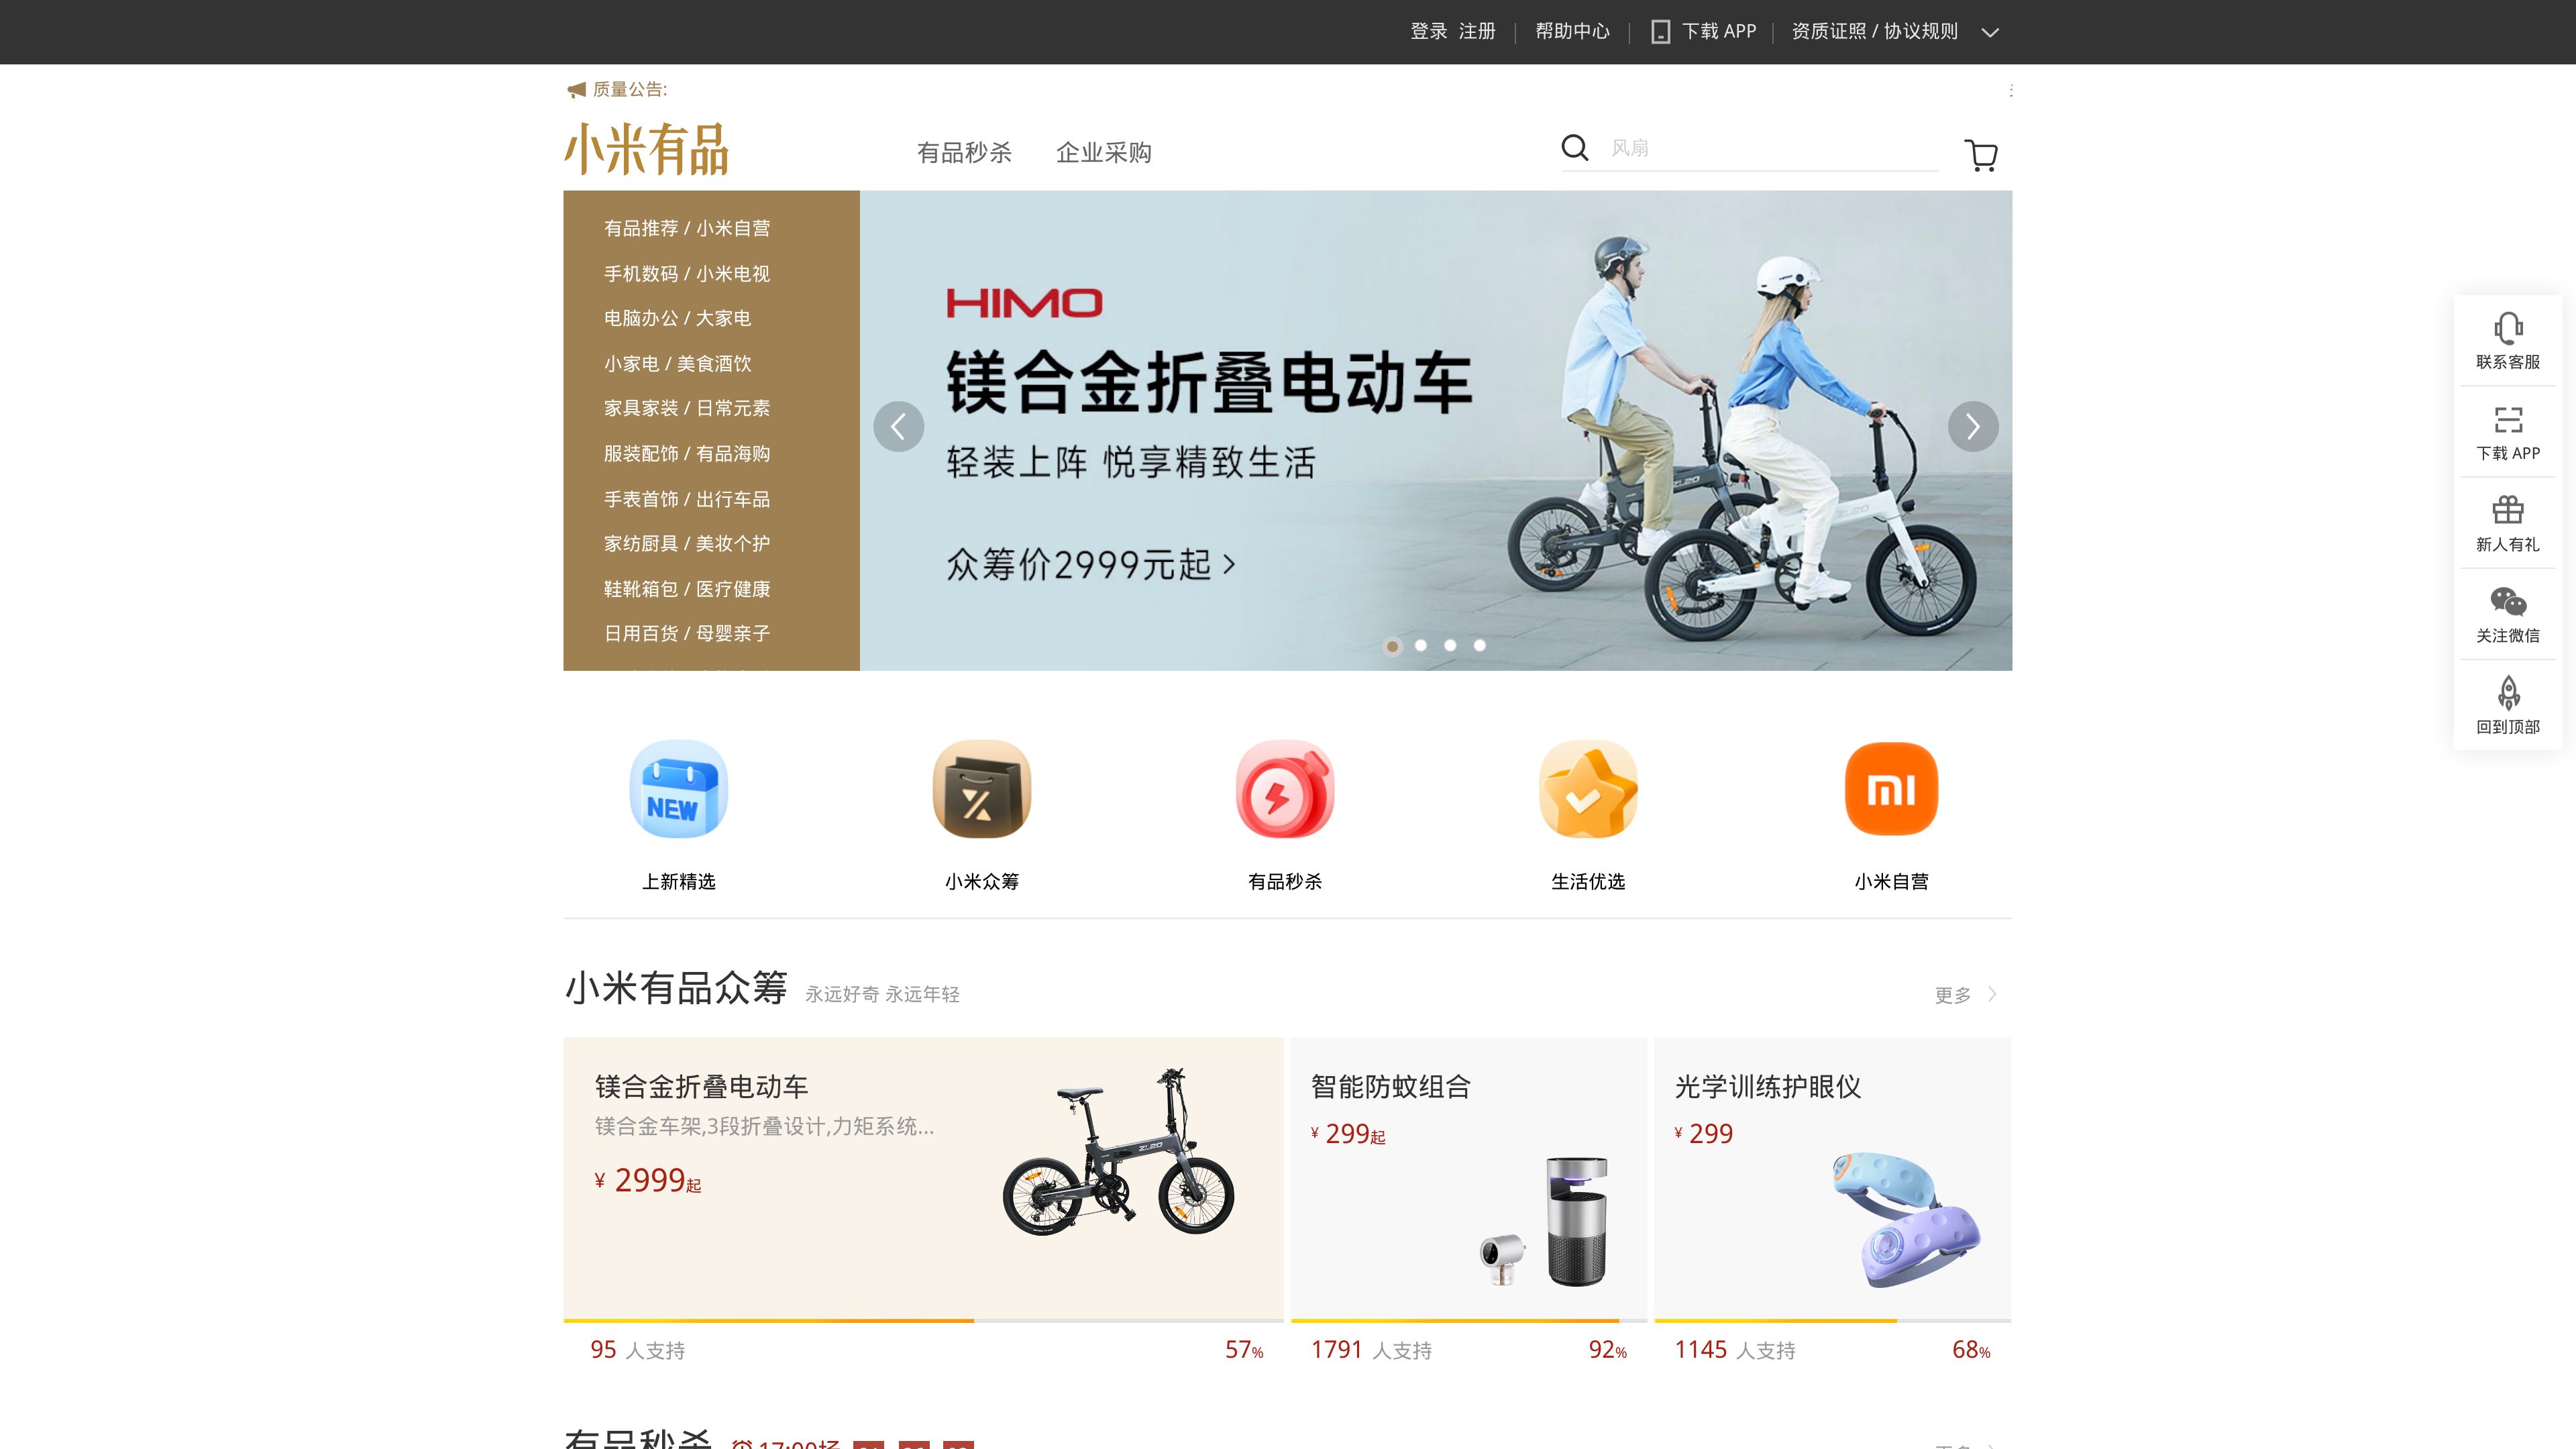 登录 注册 帮助中心 下载 APP 资质证照 / 协议规则
质量公告:
小米有品
有品秒杀 企业采购
风扇
有品推荐 / 小米自营
手机数码 / 小米电视
电脑办公 / 大家电
小家电 / 美食酒饮
家具家装 / 日常元素
服装配饰 / 有品海购
手表首饰 / 出行车品
家纺厨具 / 美妆个护
鞋靴箱包 / 医疗健康
日用百货 / 母婴亲子
HIMO
镁合金折叠电动车
轻装上阵 悦享精致生活
众筹价2999元起
联系客服
下载 APP
新人有礼
关注微信
回到顶部
NEW
上新精选
小米众筹
有品秒杀
生活优选
小米自营
小米有品众筹 永远好奇 永远年轻
更多
镁合金折叠电动车
镁合金车架,3段折叠设计,力矩系统...
¥ 2999起
95 人支持 57%
智能防蚊组合
¥ 299起
1791 人支持 92%
光学训练护眼仪
¥ 299
1145 人支持 68%
有品秒杀 17:00场